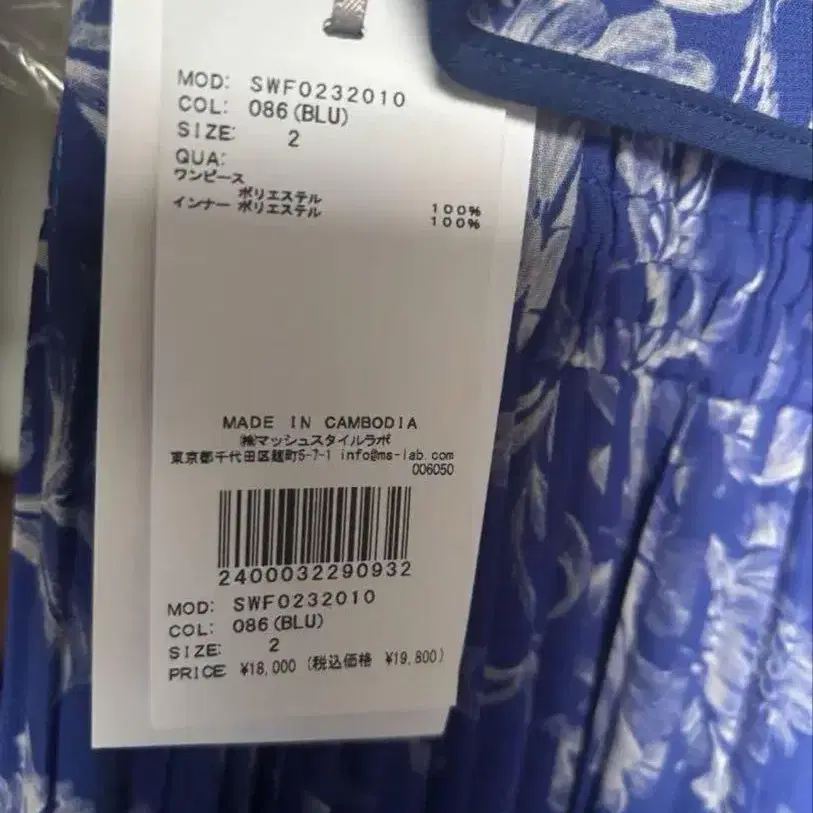 MOD: SWF0232010
COL: 086(BLU)
SIZE: 2
QUA:
ワンピース
ポリエステル 100%
インナー ポリエステル 100%
MADE IN CAMBODIA
㈱マッシュスタイルラボ
東京都千代田区麹町5-7-1 info@ms-lab.com
006050
2400032290932
MOD: SWF0232010
COL: 086(BLU)
SIZE: 2
PRICE ¥18,000 (税込価格 ¥19,800)